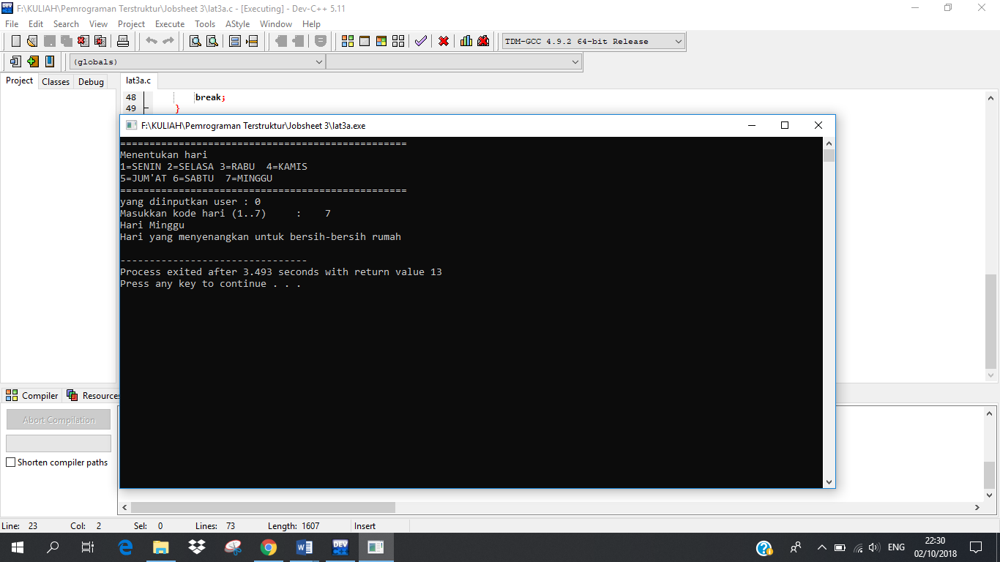 F:\KULIAH\Pemrograman Terstruktur\Jobsheet 3\lat3a.c - [Executing] - Dev-C++ 5.11
File Edit Search View Project Execute Tools AStyle Window Help
TDM-GCC 4.9.2 64-bit Release
(globals)
Project Classes Debug
lat3a.c
48 break;
49 }
F:\KULIAH\Pemrograman Terstruktur\Jobsheet 3\lat3a.exe
=================================================
Menentukan hari
1=SENIN 2=SELASA 3=RABU  4=KAMIS
5=JUM'AT 6=SABTU  7=MINGGU
=================================================
yang diinputkan user : 0
Masukkan kode hari (1..7)     :    7
Hari Minggu
Hari yang menyenangkan untuk bersih-bersih rumah
--------------------------------
Process exited after 3.493 seconds with return value 13
Press any key to continue . . .
Compiler Resources
Abort Compilation
Shorten compiler paths
Line: 23 Col: 2 Sel: 0 Lines: 73 Length: 1607 Insert
DEV
ENG
22:30
02/10/2018